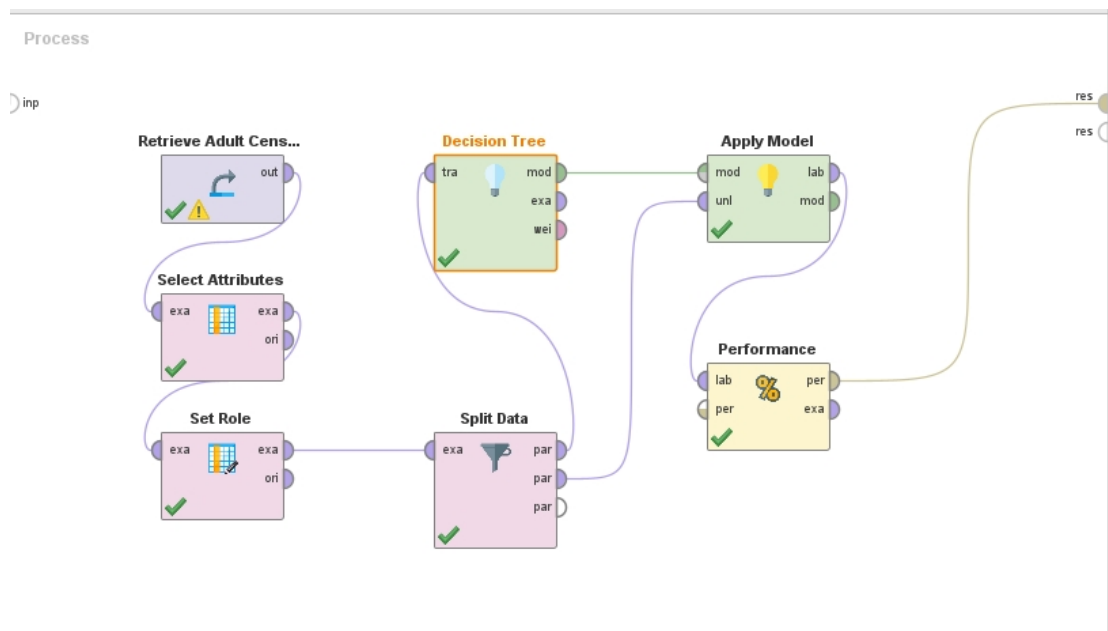 Process
inp
res
res
Retrieve Adult Cens...
out
Decision Tree
tra
mod
exa
wei
Apply Model
mod
lab
unl
mod
Select Attributes
exa
exa
ori
Performance
lab
per
per
exa
%
Set Role
exa
exa
ori
Split Data
exa
par
par
par